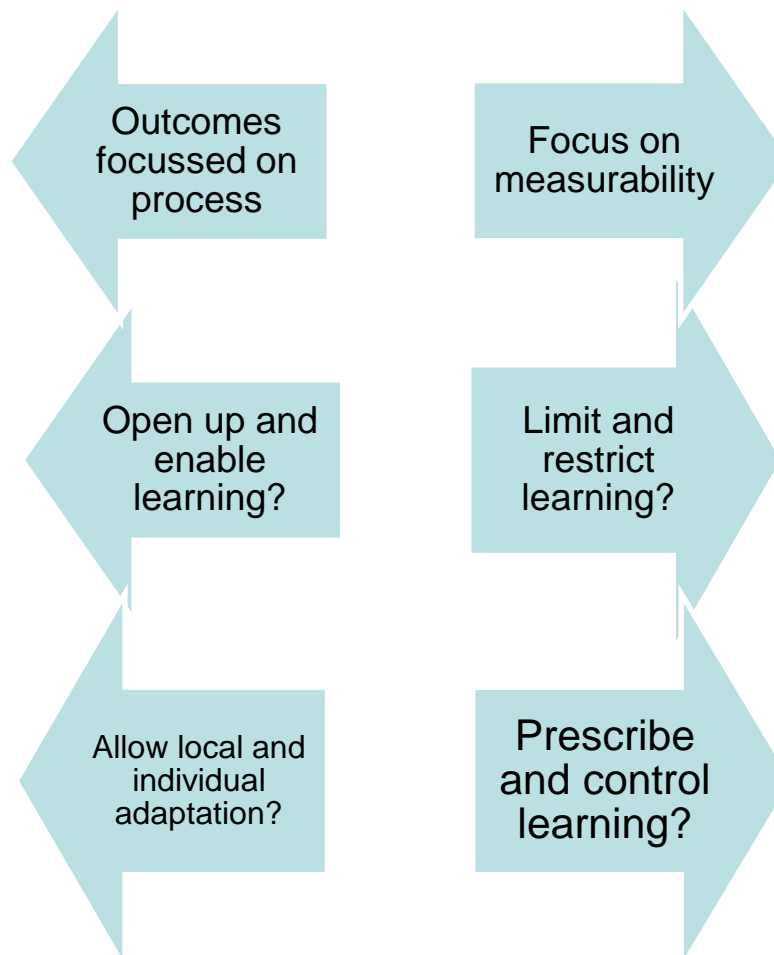 Outcomes
focussed on
process
Focus on
measurability
Open up and
enable
learning?
Limit and
restrict
learning?
Allow local and
individual
adaptation?
Prescribe
and control
learning?